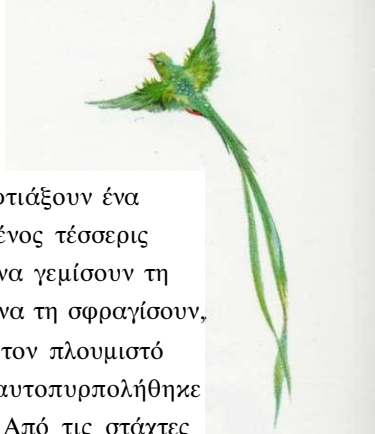 οτιάξουν ένα
ένος τέσσερις
να γεμίσουν τη
να τη σφραγίσουν,
τον πλουμιστό
αυτοπυρπολήθηκε
Από τις στάχτες